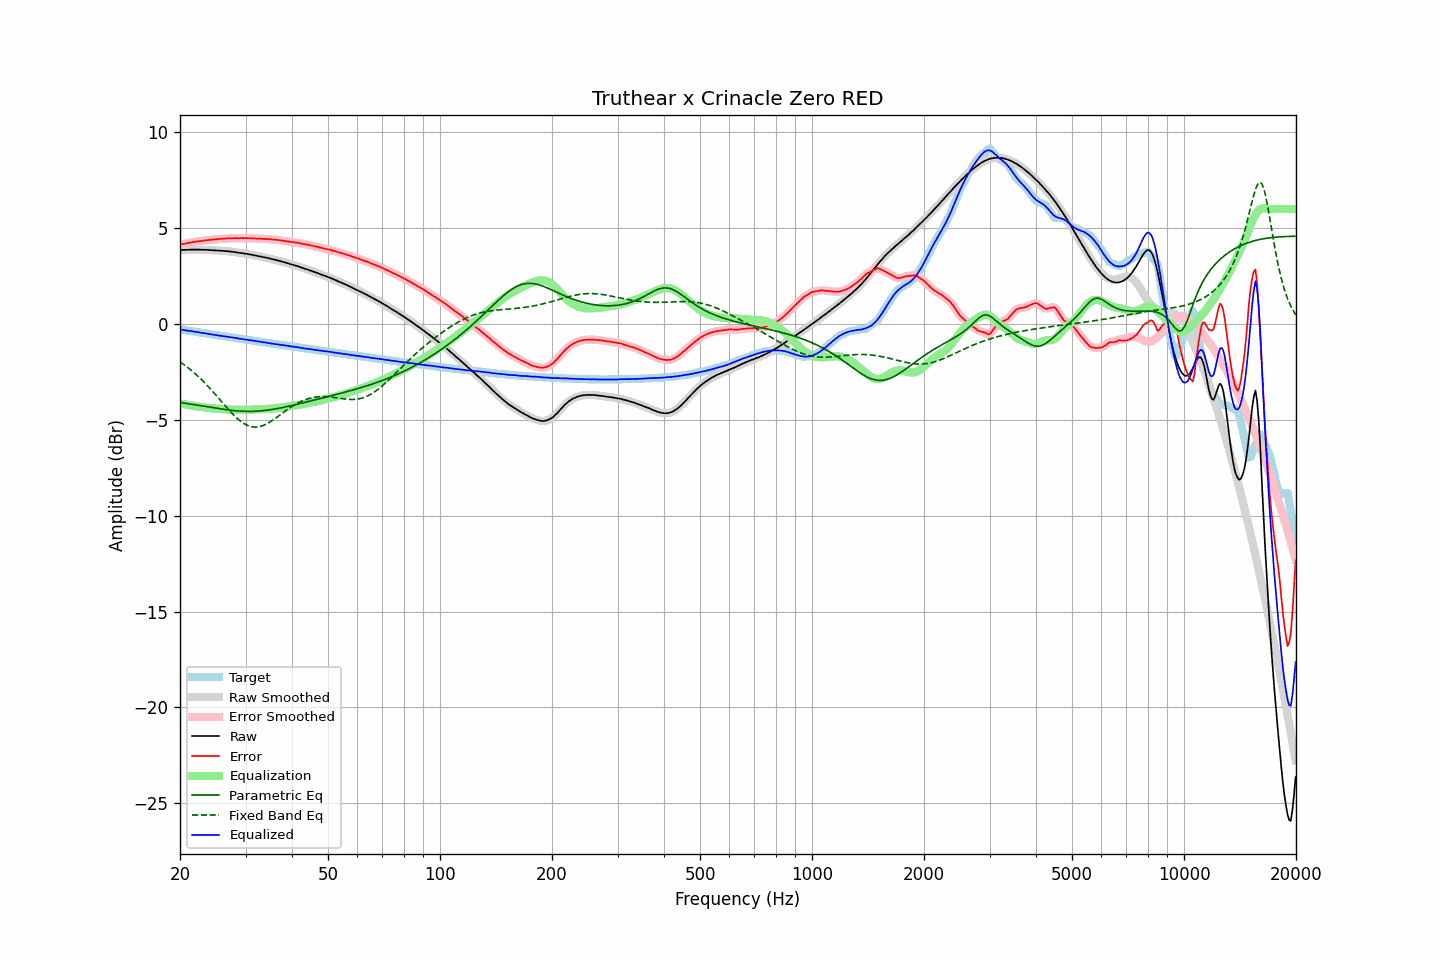 Truthear x Crinacle Zero RED
10
5
0
−5
−10
−15
−20
−25
Amplitude (dBr)
Target
Raw Smoothed
Error Smoothed
Raw
Error
Equalization
Parametric Eq
Fixed Band Eq
Equalized
20 50 100 200 500 1000 2000 5000 10000 20000
Frequency (Hz)